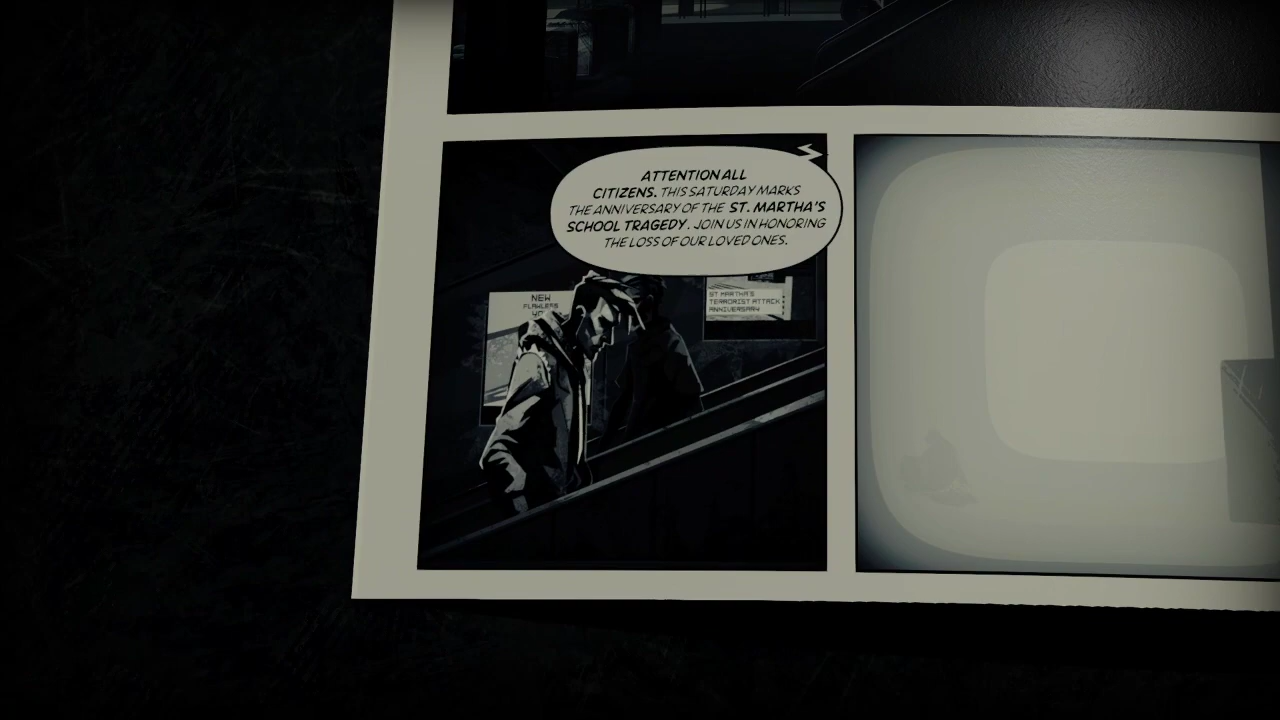 ATTENTION ALL
CITIZENS. THIS SATURDAY MARKS
THE ANNIVERSARY OF THE ST. MARTHA'S
SCHOOL TRAGEDY. JOIN US IN HONORING
THE LOSS OF OUR LOVED ONES.
NEW
FLAWLESS
ST MARTHA'S
TERRORIST ATTACK
ANNIVERSARY